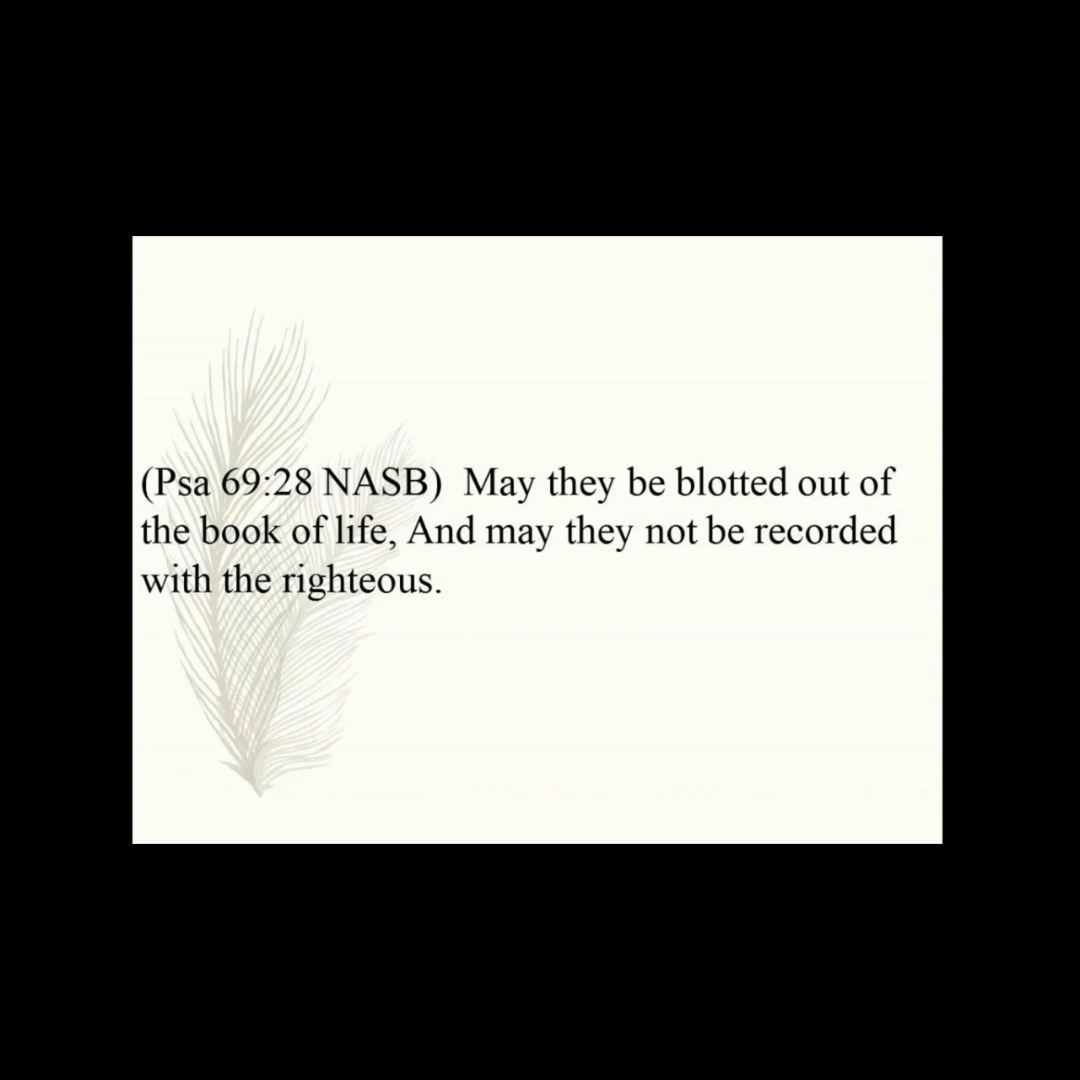 (Psa 69:28 NASB)  May they be blotted out of
the book of life, And may they not be recorded
with the righteous.